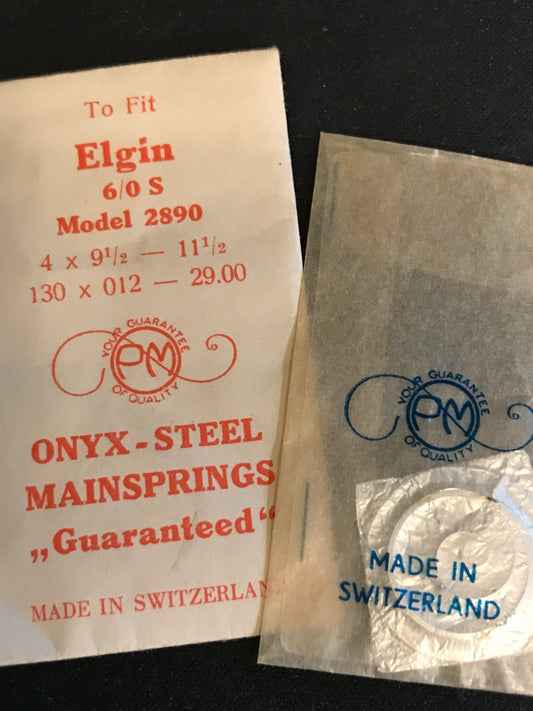 To Fit
Elgin
6/0 S
Model 2890
4 x 9½ — 11½
130 x 012 — 29.00
YOUR GUARANTEE
PM
OF QUALITY
ONYX-STEEL
MAINSPRINGS
„Guaranteed“
MADE IN SWITZERLAND
YOUR GUARANTEE
PM
OF QUALITY
MADE IN
SWITZERLAND